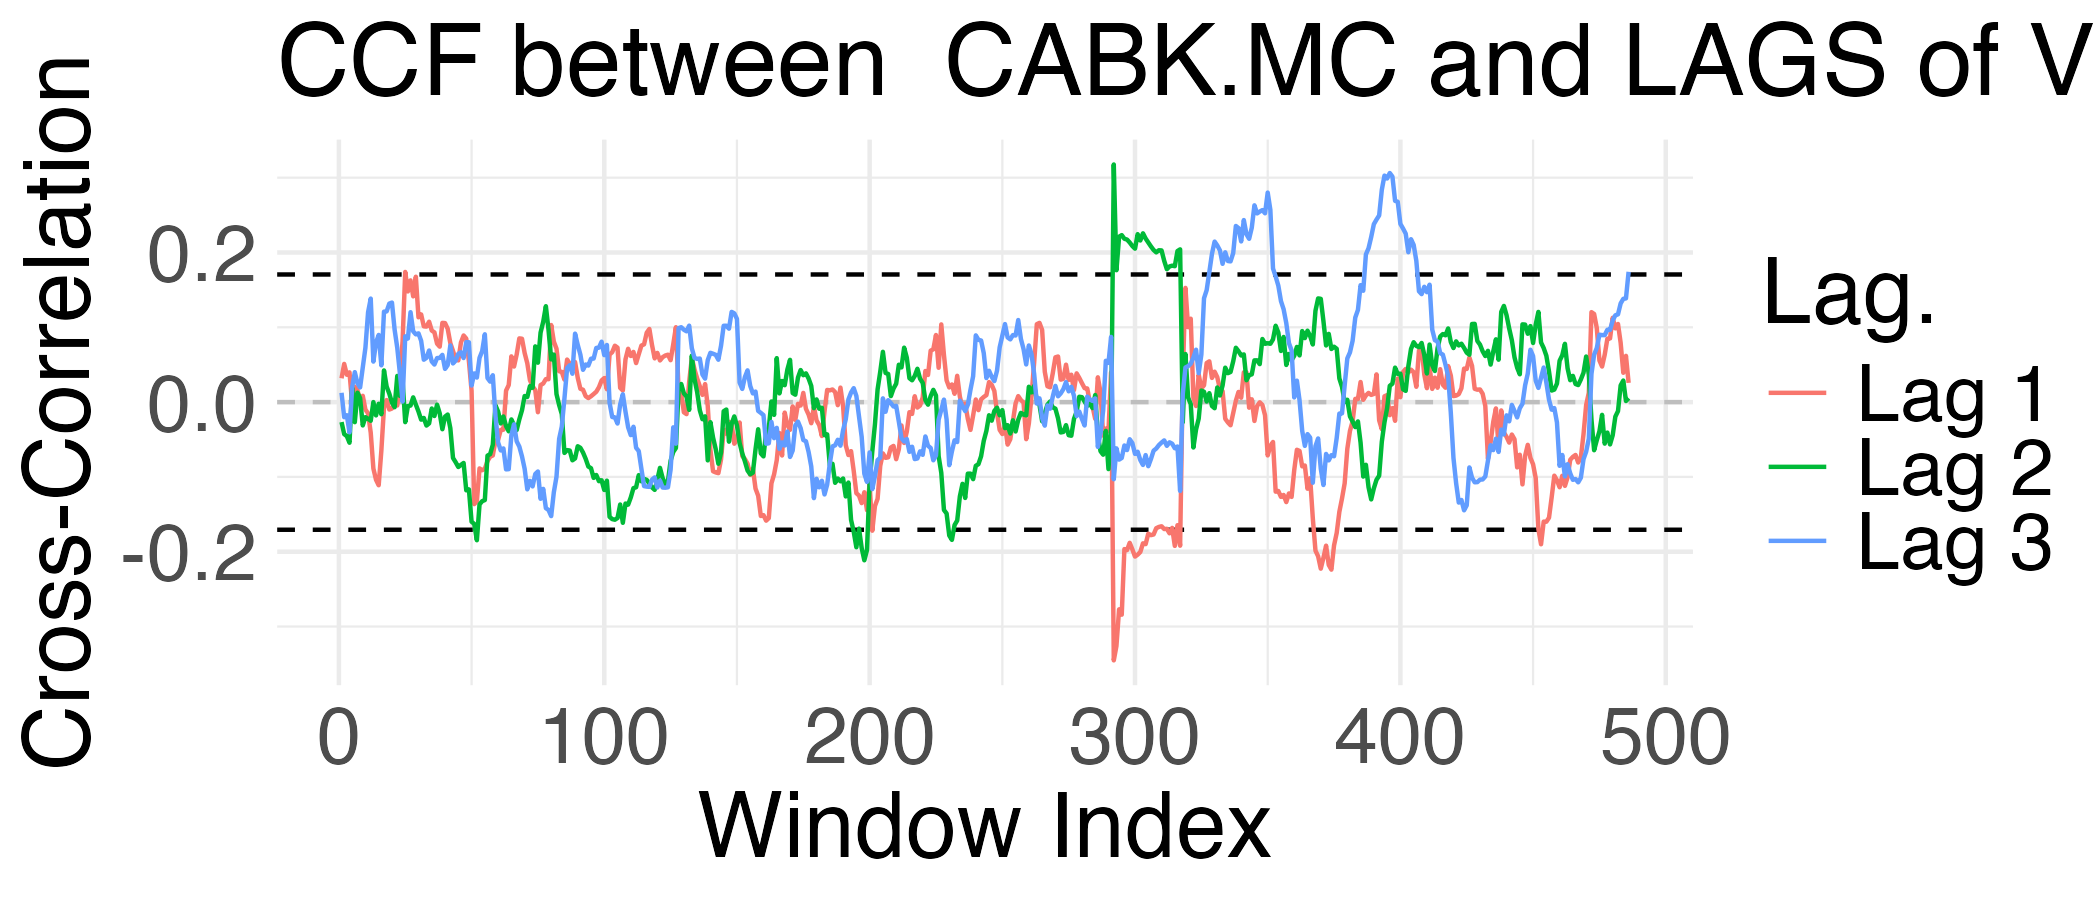 CCF between  CABK.MC and LAGS of V
Cross-Correlation
0.2
0.0
-0.2
0
100
200
300
400
500
Window Index
Lag.
Lag 1
Lag 2
Lag 3